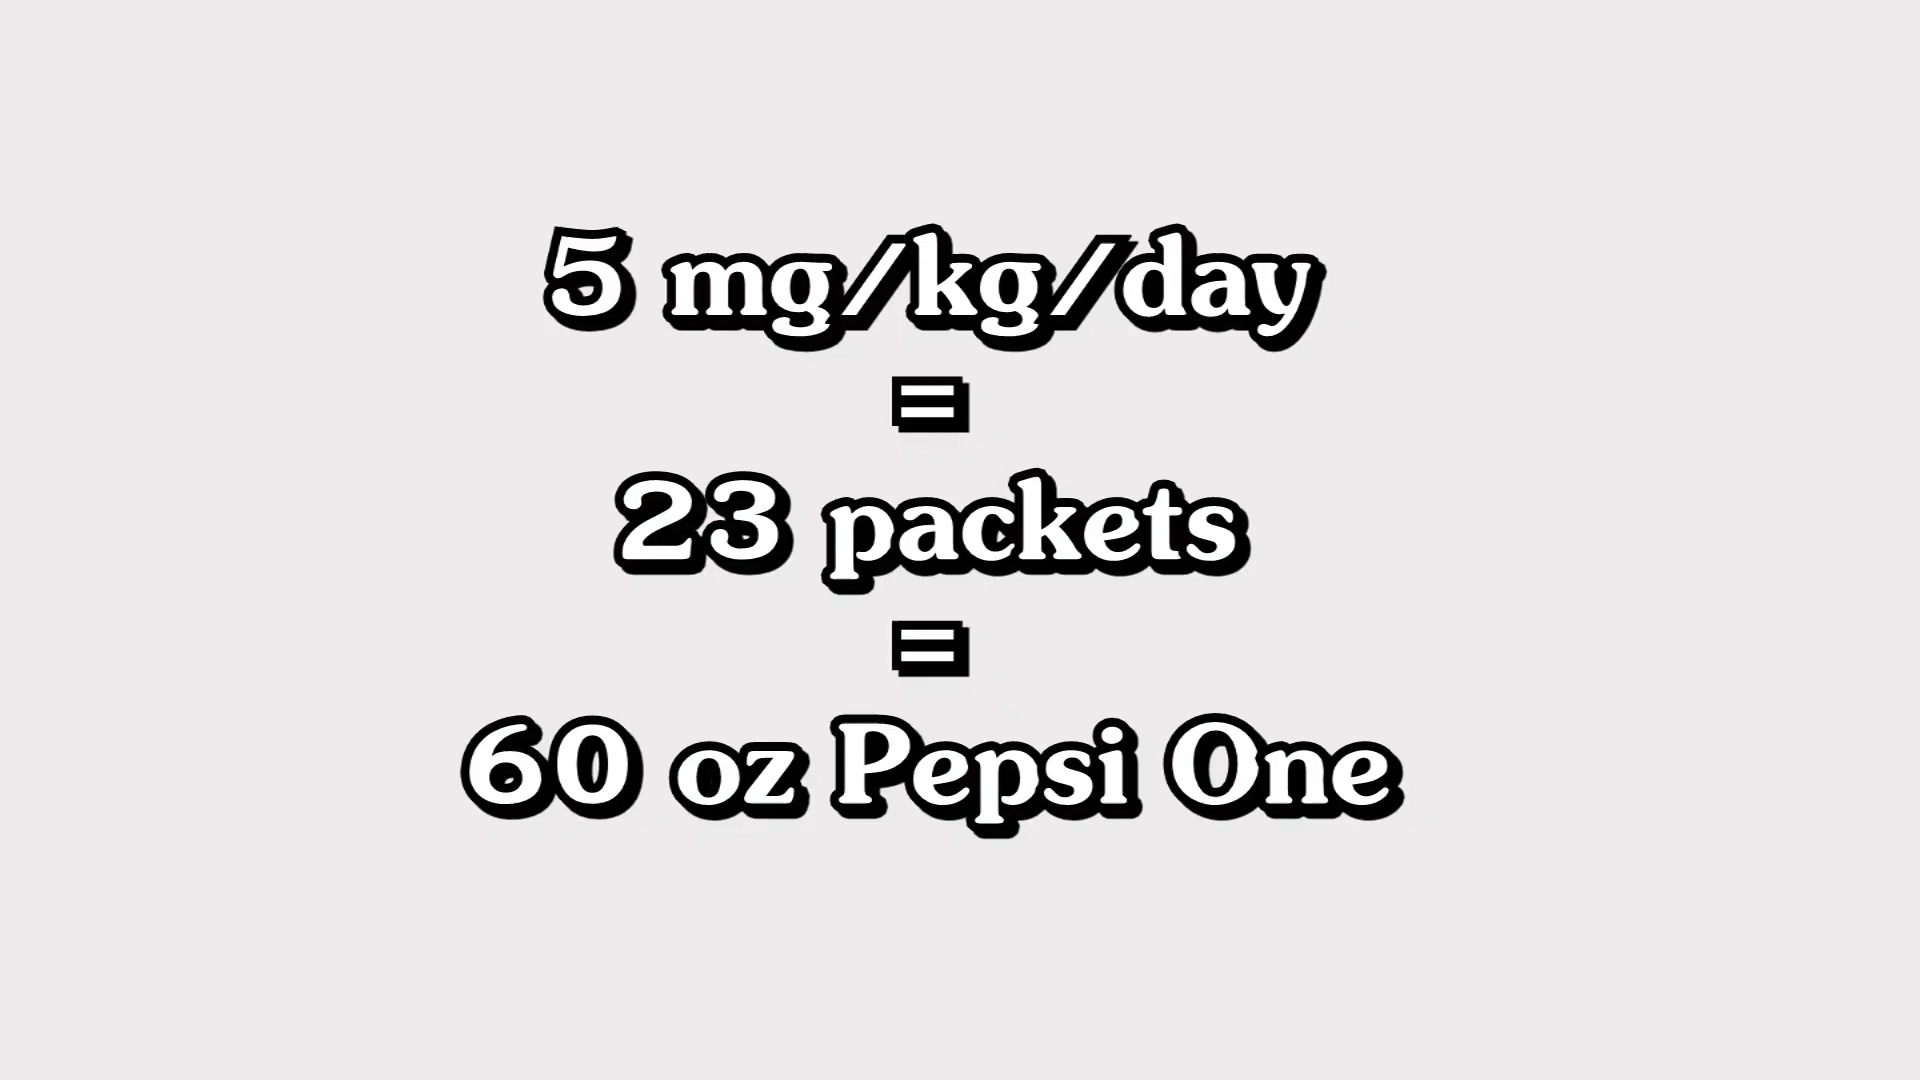 5 mg/kg/day
=
23 packets
=
60 oz Pepsi One